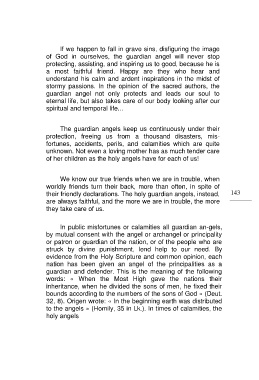 If we happen to fall in grave sins, disfiguring the image
of God in ourselves, the guardian angel will never stop
protecting, assisting, and inspiring us to good, because he is
a most faithful friend. Happy are they who hear and
understand his calm and ardent inspirations in the midst of
stormy passions. In the opinion of the sacred authors, the
guardian angel not only protects and leads our soul to
eternal life, but also takes care of our body looking after our
spiritual and temporal life...
The guardian angels keep us continuously under their
protection, freeing us from a thousand disasters, mis-
fortunes, accidents, perils, and calamities which are quite
unknown. Not even a loving mother has as much tender care
of her children as the holy angels have for each of us!
We know our true friends when we are in trouble, when
worldly friends turn their back, more than often, in spite of
their friendly declarations. The holy guardian angels, instead,
are always faithful, and the more we are in trouble, the more
they take care of us.
143
In public misfortunes or calamities all guardian an-gels,
by mutual consent with the angel or archangel or principality
or patron or guardian of the nation, or of the people who are
struck by divine punishment, lend help to our need. By
evidence from the Holy Scripture and common opinion, each
nation has been given an angel of the principalities as a
guardian and defender. This is the meaning of the following
words: « When the Most High gave the nations their
inheritance, when he divided the sons of men, he fixed their
bounds according to the numbers of the sons of God » (Deut.
32, 8). Origen wrote: « In the beginning earth was distributed
to the angels » (Homily, 35 in Lk.). In times of calamities, the
holy angels